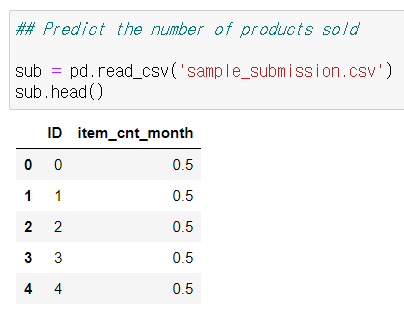 ## Predict the number of products sold
sub = pd.read_csv('sample_submission.csv')
sub.head()
ID item_cnt_month
0 0 0.5
1 1 0.5
2 2 0.5
3 3 0.5
4 4 0.5